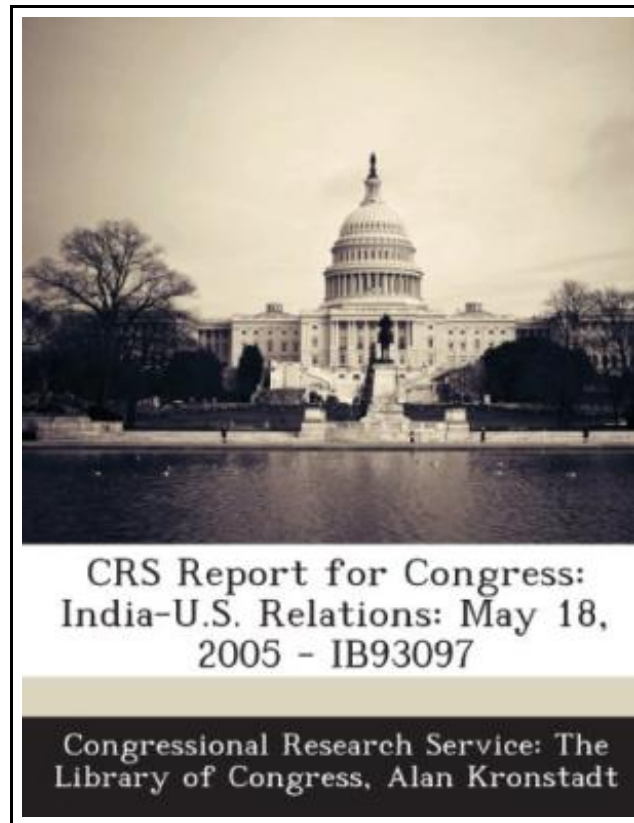 CRS Report for Congress:
India-U.S. Relations: May 18,
2005 - IB93097
Congressional Research Service: The
Library of Congress, Alan Kronstadt